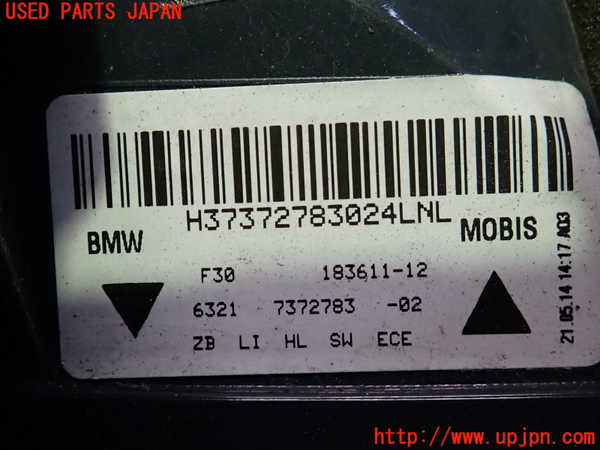 USED PARTS JAPAN
H37372783024LNL
BMW MOBIS
F30 183611-12
6321 7372783 -02
ZB LI HL SW ECE
21.05.14 14:17 A03
http://www.upjpn.com/